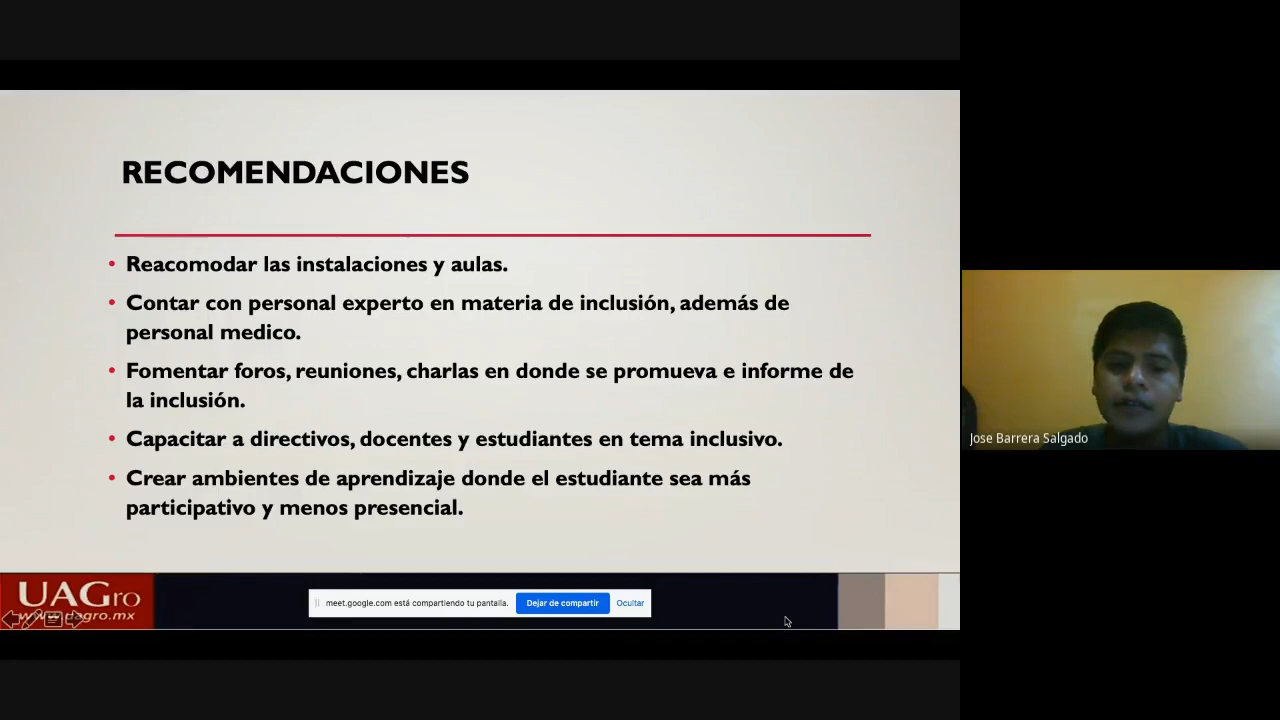 RECOMENDACIONES
• Reacomodar las instalaciones y aulas.
• Contar con personal experto en materia de inclusión, además de
personal medico.
• Fomentar foros, reuniones, charlas en donde se promueva e informe de
la inclusión.
• Capacitar a directivos, docentes y estudiantes en tema inclusivo.
• Crear ambientes de aprendizaje donde el estudiante sea más
participativo y menos presencial.
Jose Barrera Salgado
UAGro
www.uagro.mx
meet.google.com está compartiendo tu pantalla. Dejar de compartir Ocultar